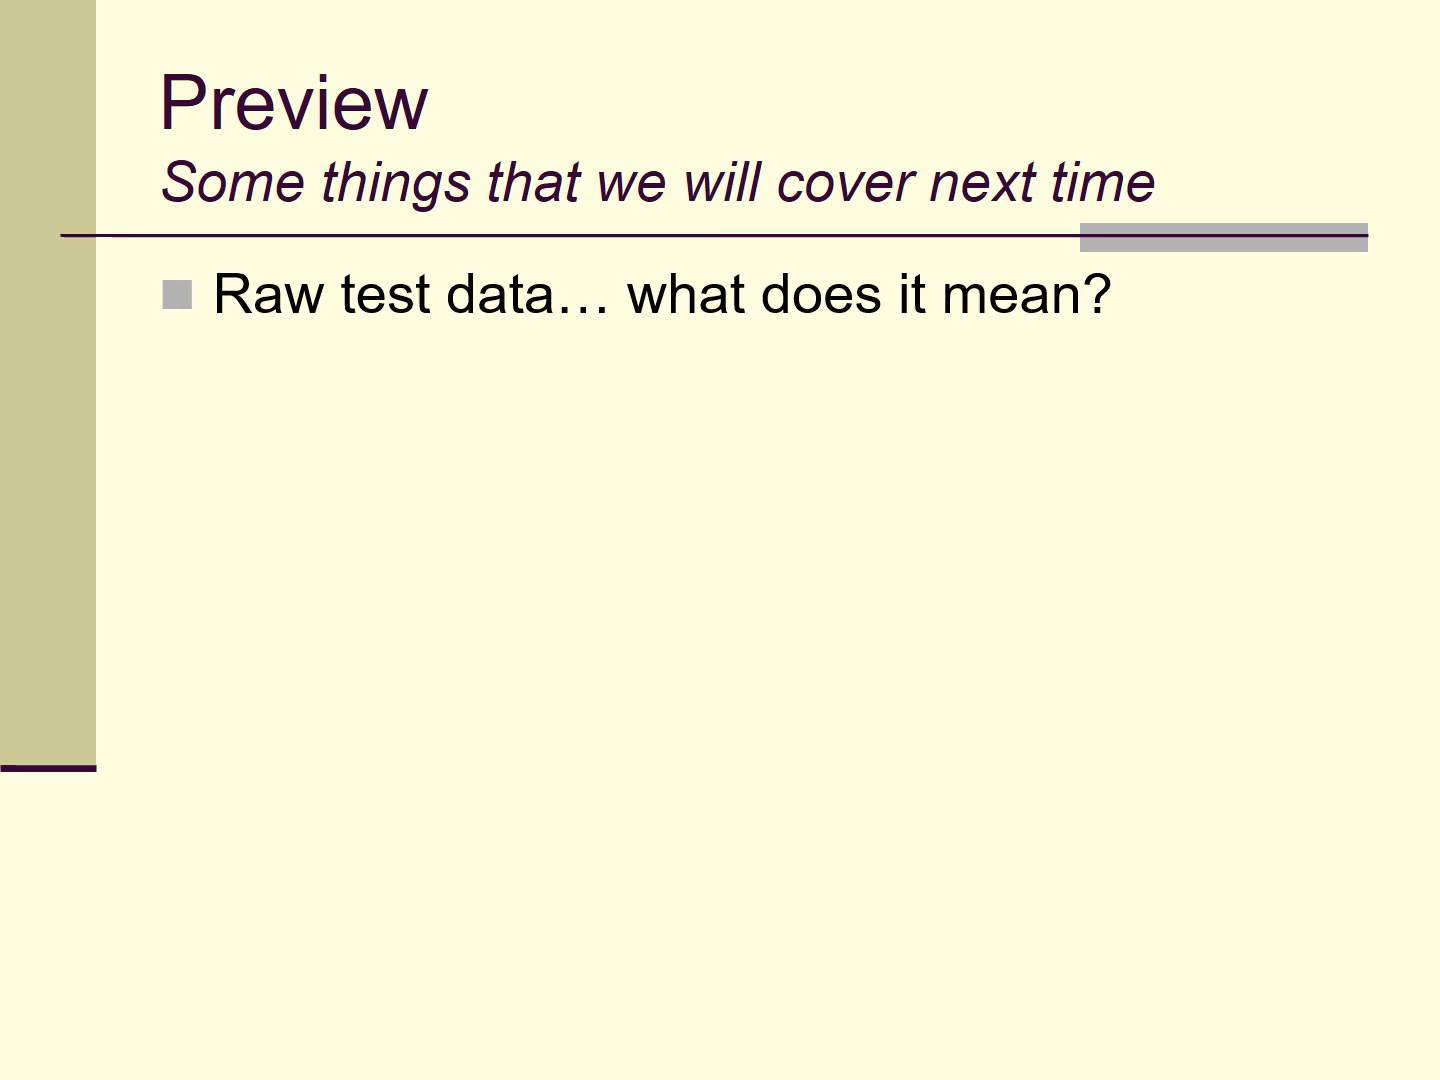 Preview
Some things that we will cover next time
Raw test data… what does it mean?